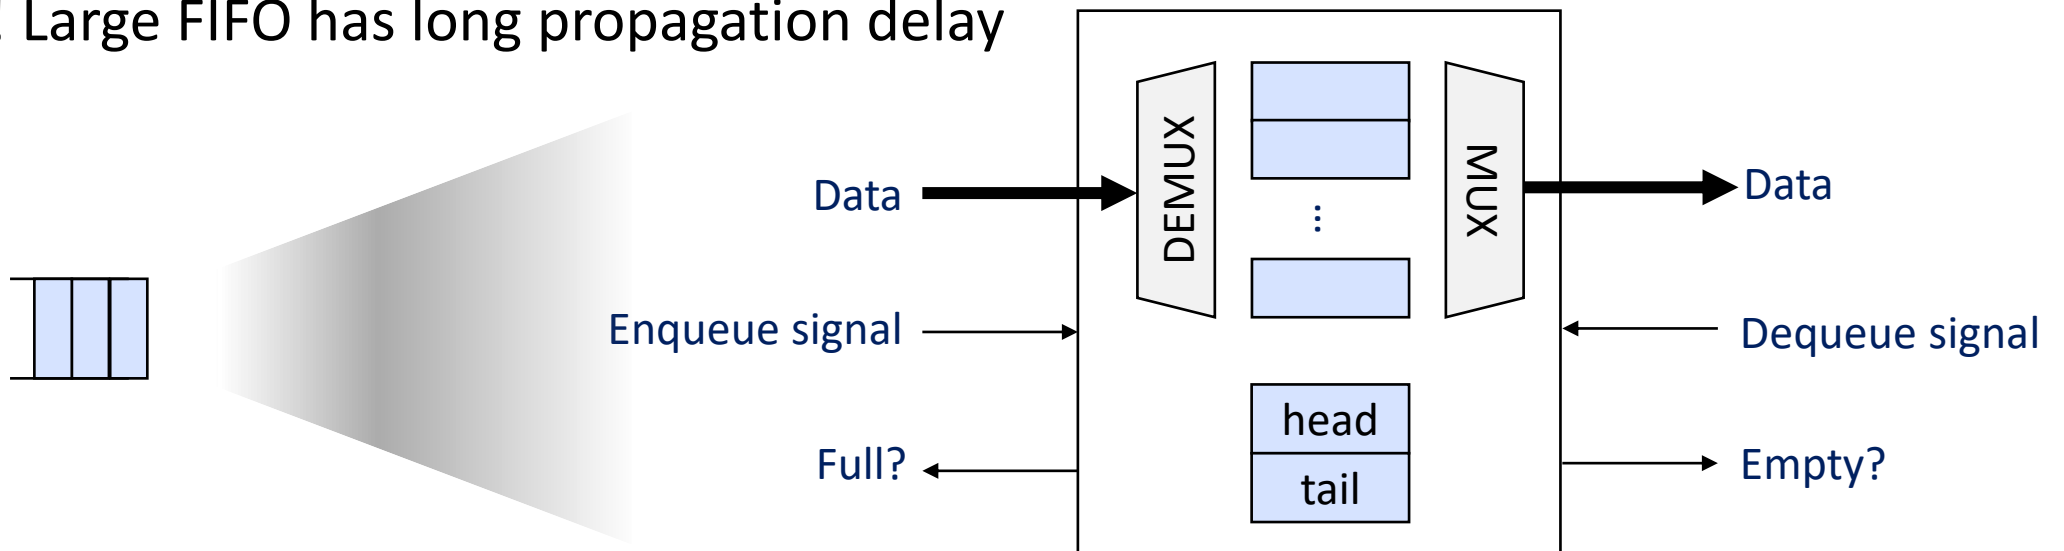 Large FIFO has long propagation delay
DEMUX
MUX
Data
Data
⋮
Enqueue signal
Dequeue signal
head
Full?
Empty?
tail